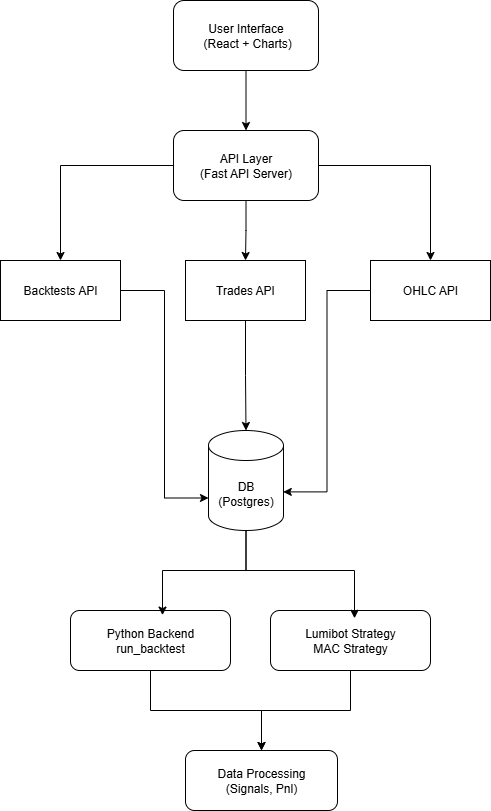 User Interface
(React + Charts)
API Layer
(Fast API Server)
Backtests API
Trades API
OHLC API
DB
(Postgres)
Python Backend
run_backtest
Lumibot Strategy
MAC Strategy
Data Processing
(Signals, Pnl)